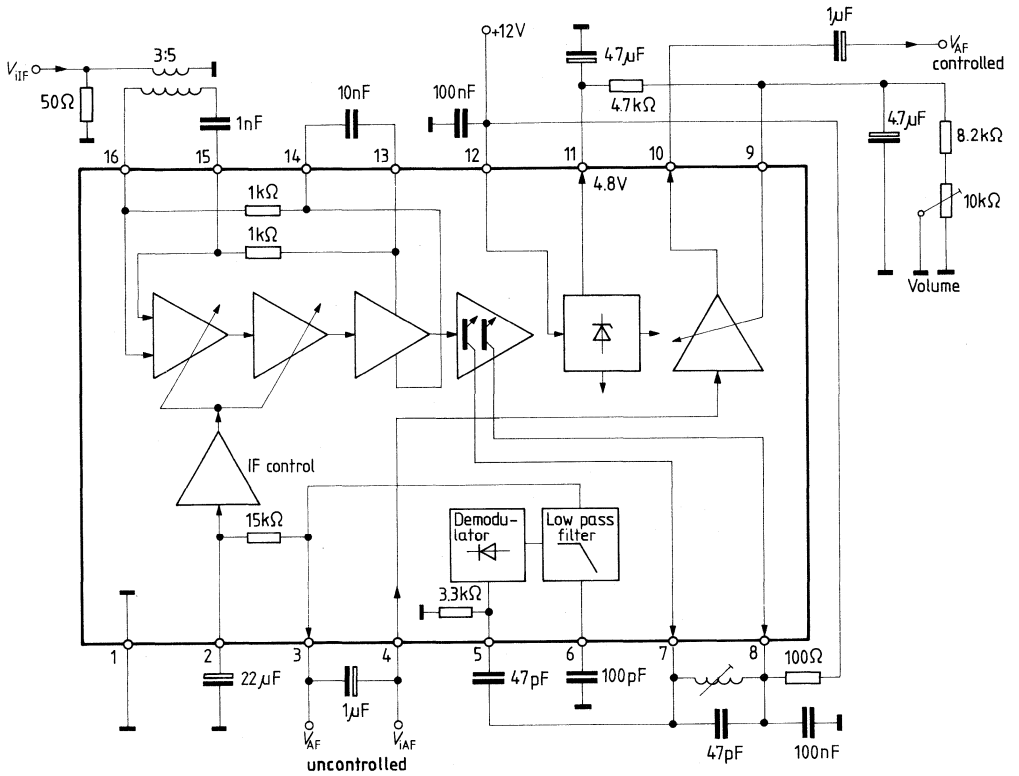 +12V
1µF
V_AF
controlled
3:5
V_iIF
47µF
50Ω
10nF
100nF
4.7kΩ
1nF
4.7µF
8.2kΩ
16
15
14
13
12
11
10
9
4.8V
1kΩ
10kΩ
1kΩ
Volume
IF control
15kΩ
Demodu-
lator
Low pass
filter
3.3kΩ
1
2
3
4
5
6
7
8
100Ω
22µF
47pF
100pF
1µF
V_AF
V_iAF
47pF
100nF
uncontrolled